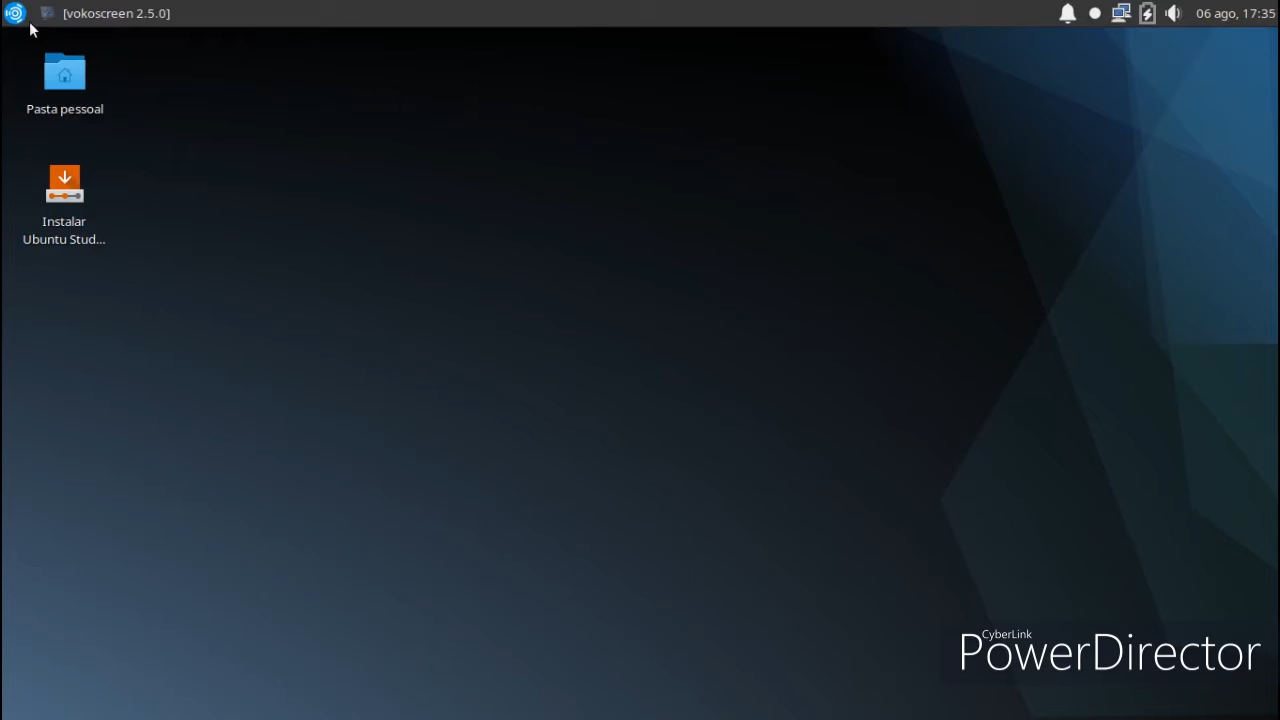 [vokoscreen 2.5.0]
06 ago, 17:35
Pasta pessoal
Instalar
Ubuntu Stud...
CyberLink
PowerDirector